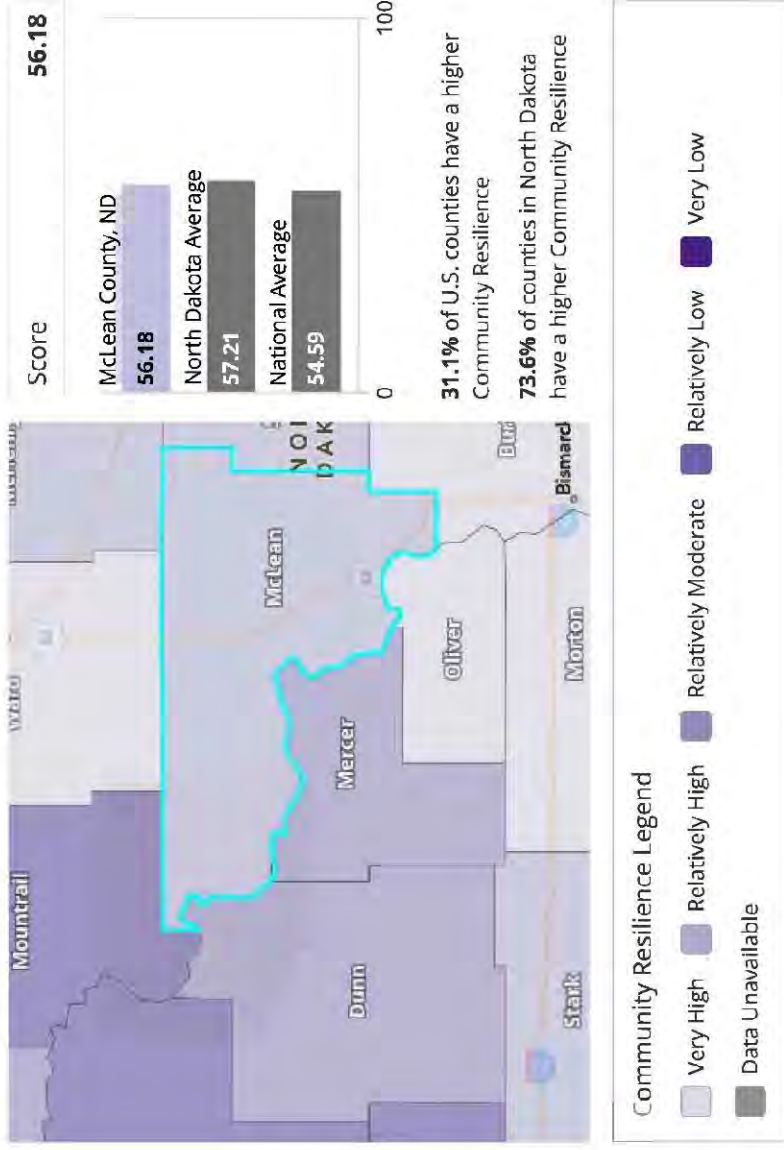 Score 56.18
McLean County, ND
56.18
North Dakota Average
57.21
National Average
54.59
0 100
31.1% of U.S. counties have a higher
Community Resilience
73.6% of counties in North Dakota
have a higher Community Resilience
Mountrail
McLean
NOR
DAK
Mercer
Dunn
Oliver
Bur
Stark
Morton
Bismarck
Community Resilience Legend
Very High
Relatively High
Relatively Moderate
Relatively Low
Very Low
Data Unavailable